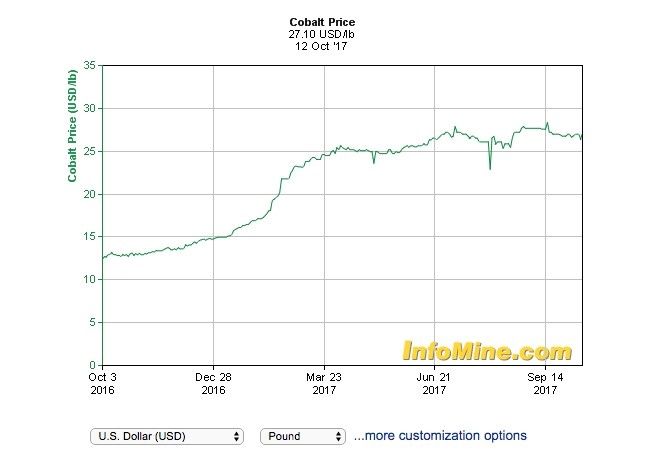 Cobalt Price
27.10 USD/lb
12 Oct '17
Cobalt Price (USD/lb)
35
30
25
20
15
10
5
0
InfoMine.com
Oct 3 Dec 28 Mar 23 Jun 21 Sep 14
2016 2016 2017 2017 2017
U.S. Dollar (USD) Pound ...more customization options